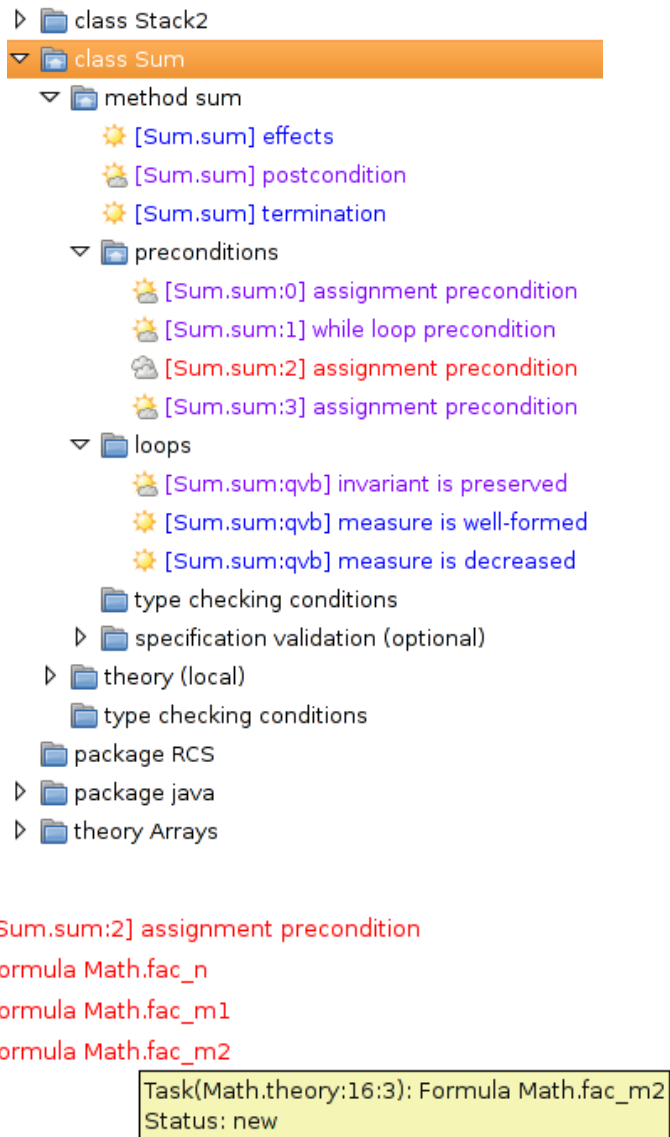 class Stack2
class Sum
method sum
[Sum.sum] effects
[Sum.sum] postcondition
[Sum.sum] termination
preconditions
[Sum.sum:0] assignment precondition
[Sum.sum:1] while loop precondition
[Sum.sum:2] assignment precondition
[Sum.sum:3] assignment precondition
loops
[Sum.sum:qvb] invariant is preserved
[Sum.sum:qvb] measure is well-formed
[Sum.sum:qvb] measure is decreased
type checking conditions
specification validation (optional)
theory (local)
type checking conditions
package RCS
package java
theory Arrays
Sum.sum:2] assignment precondition
ormula Math.fac_n
ormula Math.fac_m1
ormula Math.fac_m2
Task(Math.theory:16:3): Formula Math.fac_m2
Status: new